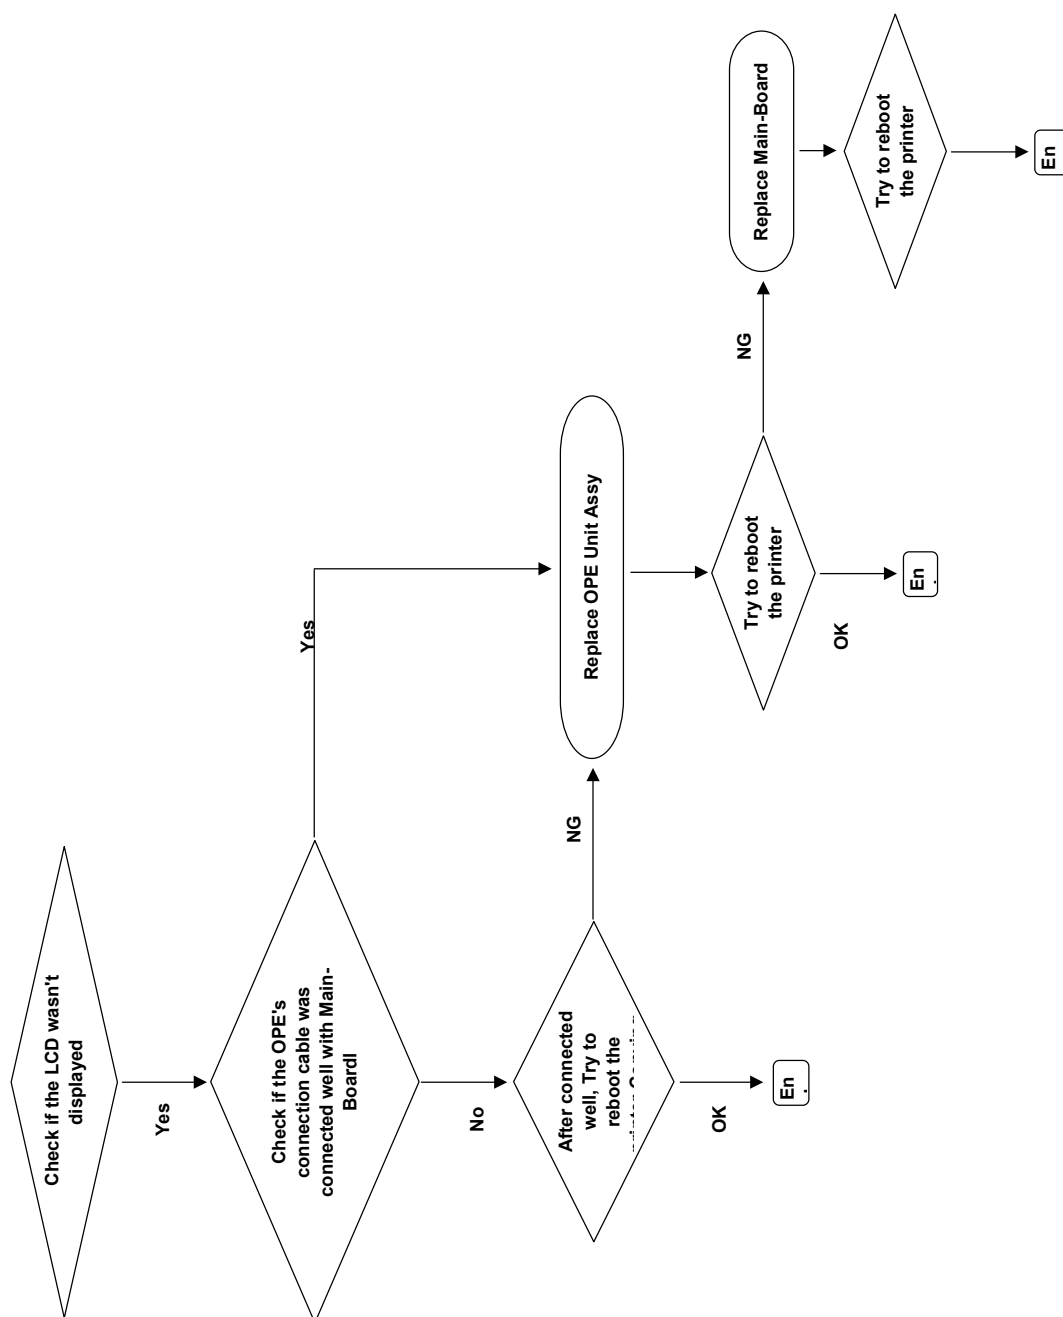 Check if the LCD wasn't
displayed
Yes
Check if the OPE's
connection cable was
connected well with Main-
Boardl
Yes
No
After connected
well, Try to
reboot the
NG
OK
En
Replace OPE Unit Assy
Try to reboot
the printer
NG
OK
En
Replace Main-Board
Try to reboot
the printer
En